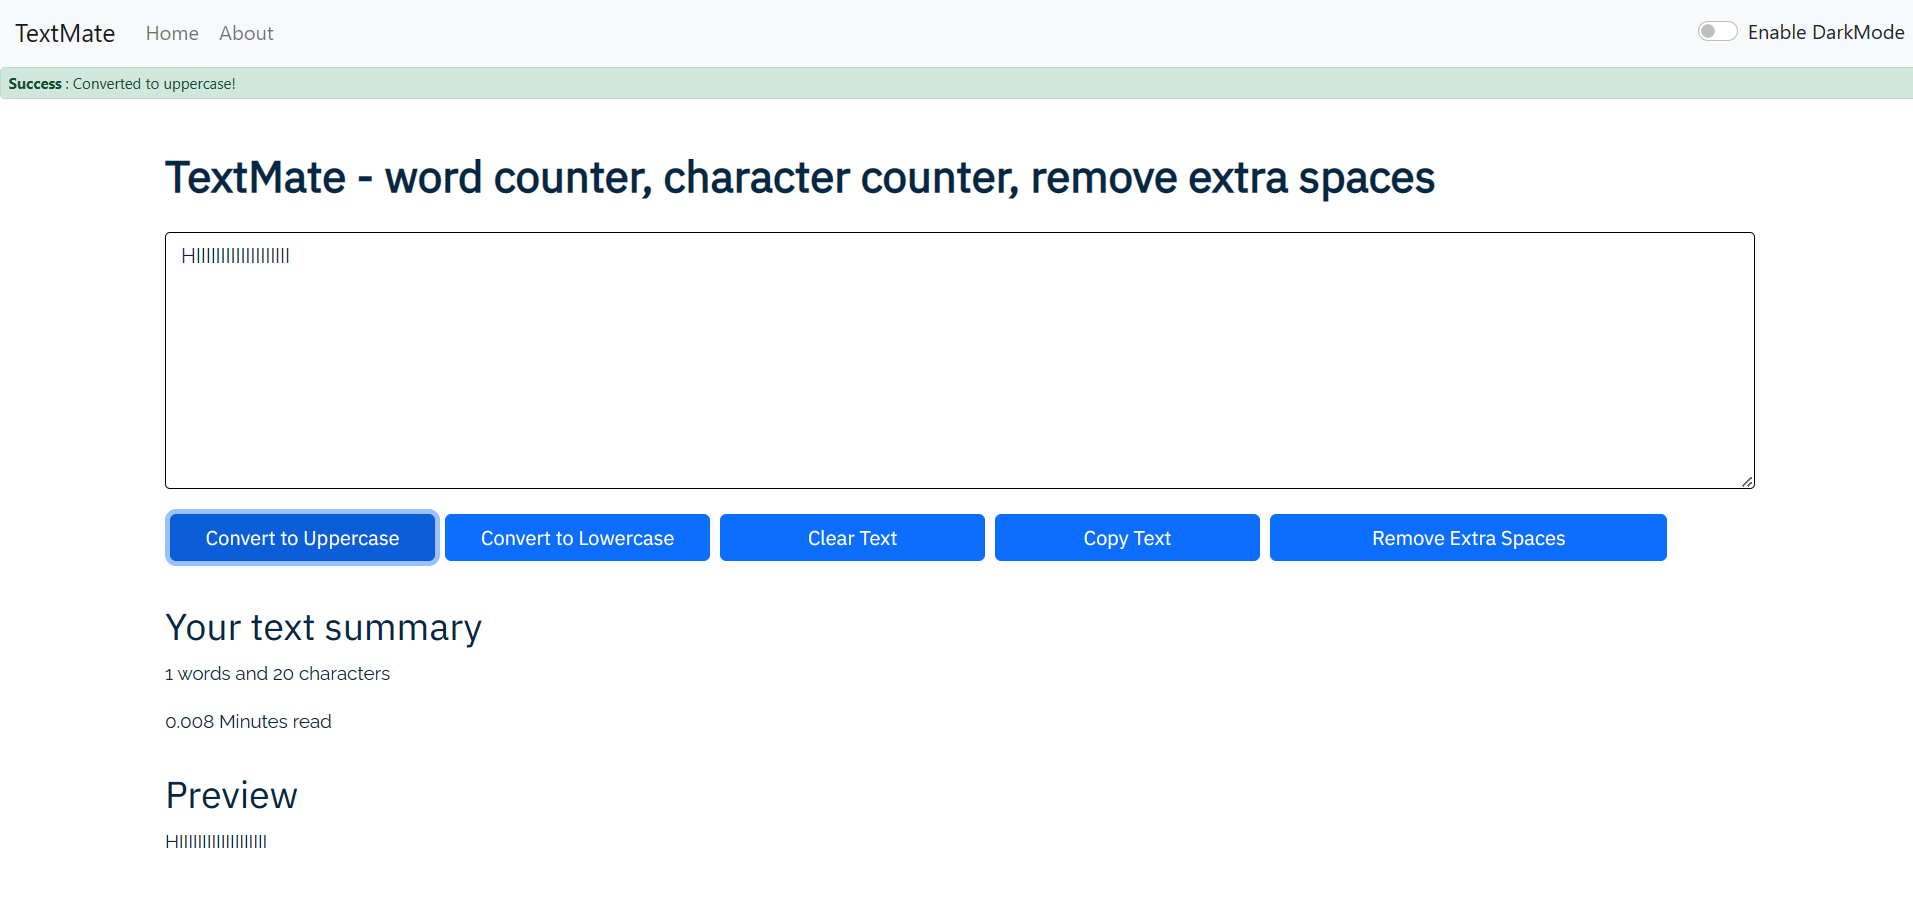 TextMate Home About Enable DarkMode
Success : Converted to uppercase!
TextMate - word counter, character counter, remove extra spaces
HIIIIIIIIIIIIIIIIIII
Convert to Uppercase Convert to Lowercase Clear Text Copy Text Remove Extra Spaces
Your text summary
1 words and 20 characters
0.008 Minutes read
Preview
HIIIIIIIIIIIIIIIIIII